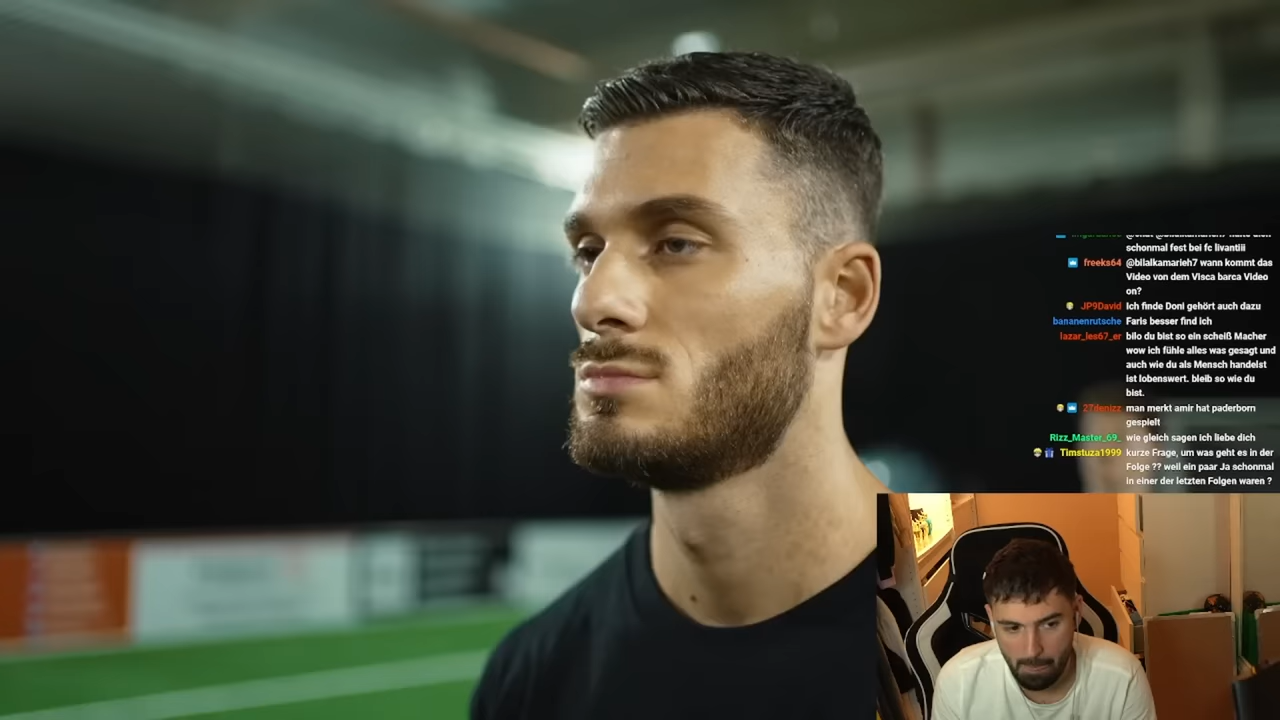 schonmal fest bei fc livantiii
freeks64 @bilalkamarieh7 wann kommt das
Video von dem Visca barca Video
on?
JP9David Ich finde Doni gehört auch dazu
bananenrutsche Faris besser find ich
lazar_les67_er bilo du bist so ein scheiß Macher
wow ich fühle alles was gesagt und
auch wie du als Mensch handelst
ist lobenswert. bleib so wie du
bist.
2Tdenizz man merkt amir hat paderborn
gespielt
Rizz_Master_69_ wie gleich sagen ich liebe dich
Timstuza1999 kurze Frage, um was geht es in der
Folge ?? weil ein paar Ja schonmal
in einer der letzten Folgen waren ?